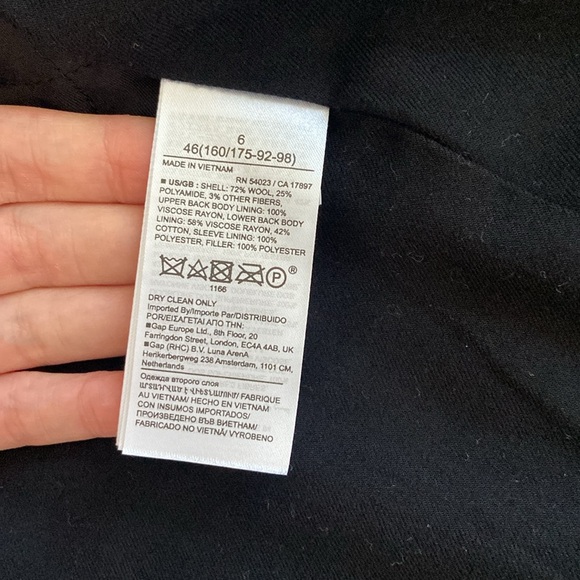 6
46(160/175-92-98)
MADE IN VIETNAM
RN 54023 / CA 17897
■ US/GB : SHELL: 72% WOOL, 25%
POLYAMIDE, 3% OTHER FIBERS,
UPPER BACK BODY LINING: 100%
VISCOSE RAYON, LOWER BACK BODY
LINING: 58% VISCOSE RAYON, 42%
COTTON, SLEEVE LINING: 100%
POLYESTER, FILLER: 100% POLYESTER
P ®
1166
DRY CLEAN ONLY
Imported By/Importe Par/DISTRIBUIDO
POR/ΕΙΣΑΓΕΤΑΙ ΑΠΟ ΤΗΝ:
■Gap Europe Ltd., 8th Floor, 20
Farringdon Street, London, EC4A 4AB, UK
■Gap (RHC) B.V. Luna ArenA
Herikerbergweg 238 Amsterdam, 1101 CM,
Netherlands
Одежда второго слоя
ԱՐՏԱԴՐՎԱԾ Է ՎԻԵՏՆԱՄՈՒՄ/ FABRIQUE
AU VIETNAM/ HECHO EN VIETNAM
CON INSUMOS IMPORTADOS/
ПРОИЗВЕДЕНО ВЪВ ВИЕТНАМ/
FABRICADO NO VIETNÃ/ VYROBENO